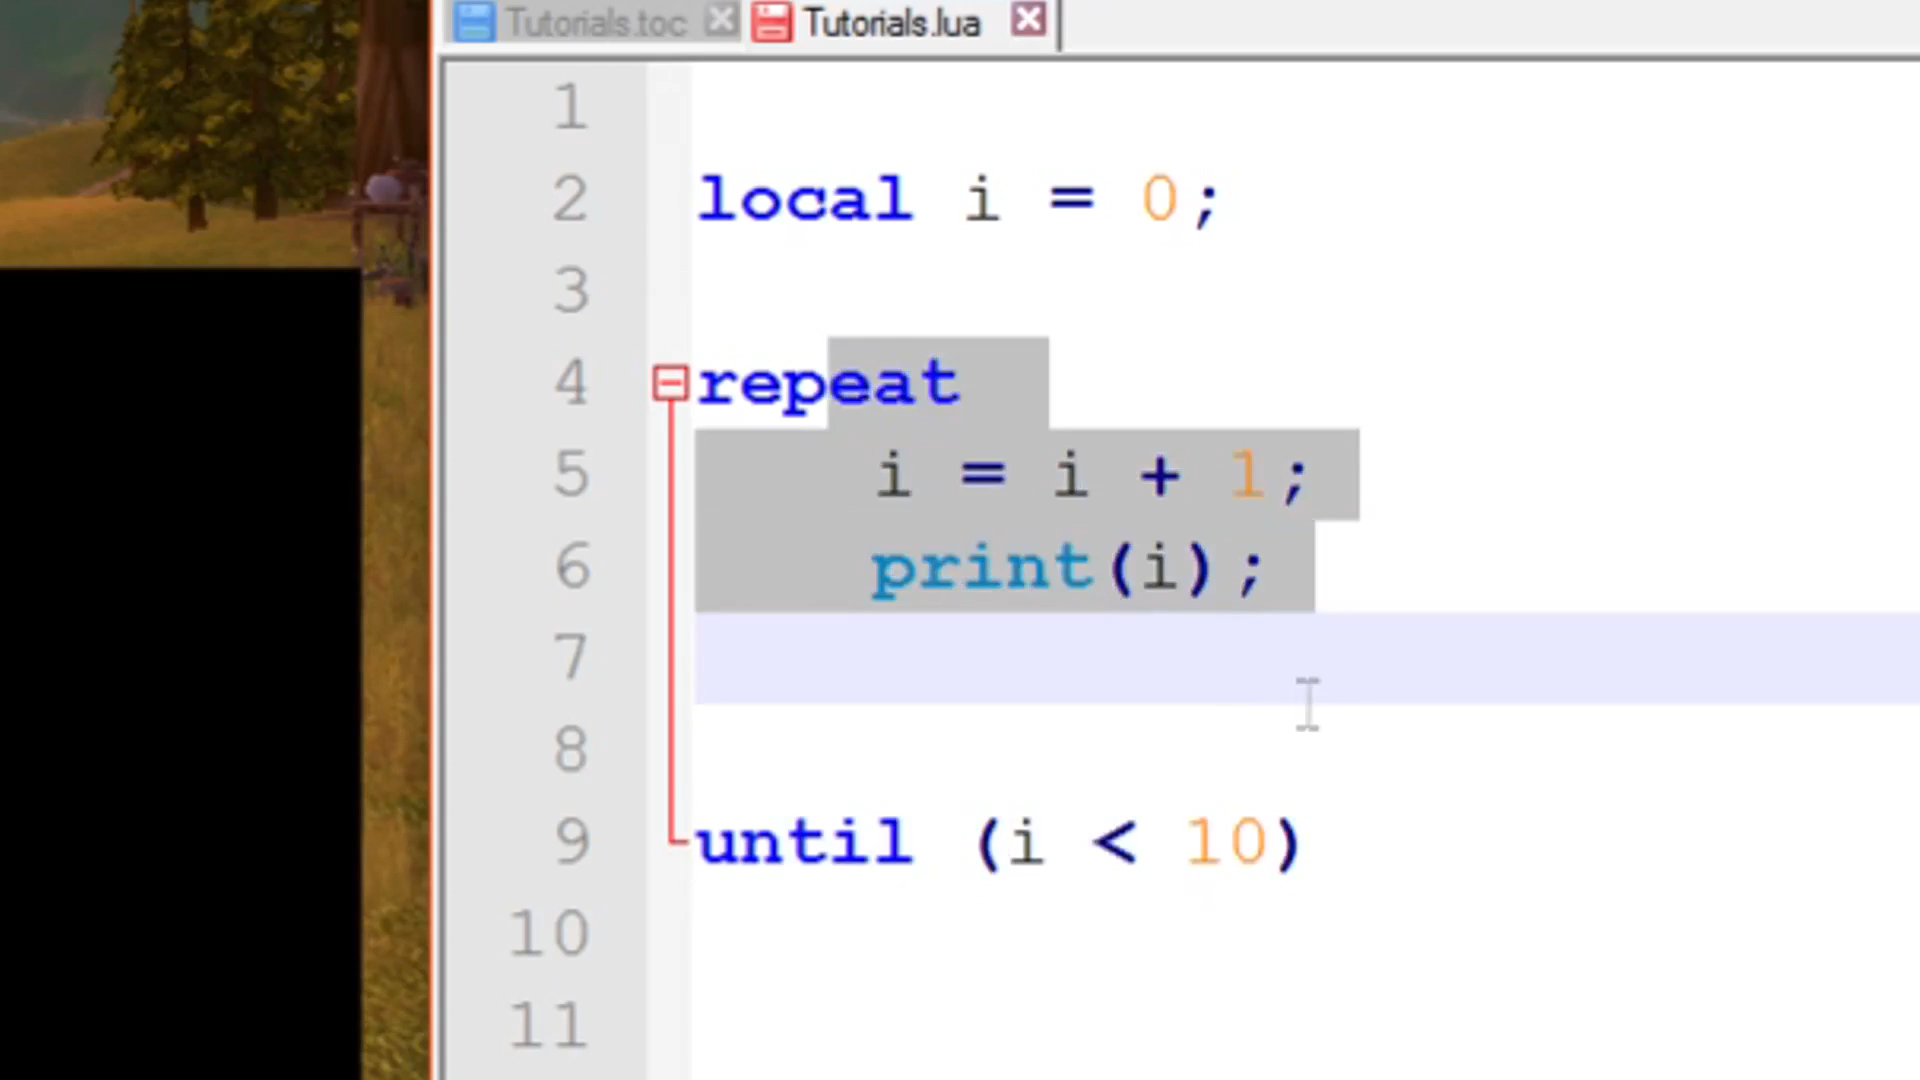 Tutorials.toc Tutorials.lua
1
2 local i = 0;
3
4 repeat
5 i = i + 1;
6 print(i);
7
8
9 until (i < 10)
10
11